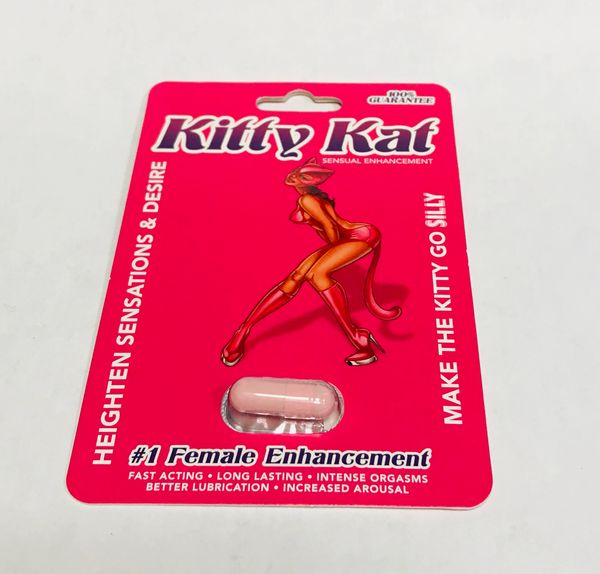 100%
GUARANTEE
Kitty Kat
SENSUAL ENHANCEMENT
HEIGHTEN SENSATIONS & DESIRE
MAKE THE KITTY GO SILLY
#1 Female Enhancement
FAST ACTING • LONG LASTING • INTENSE ORGASMS
BETTER LUBRICATION • INCREASED AROUSAL